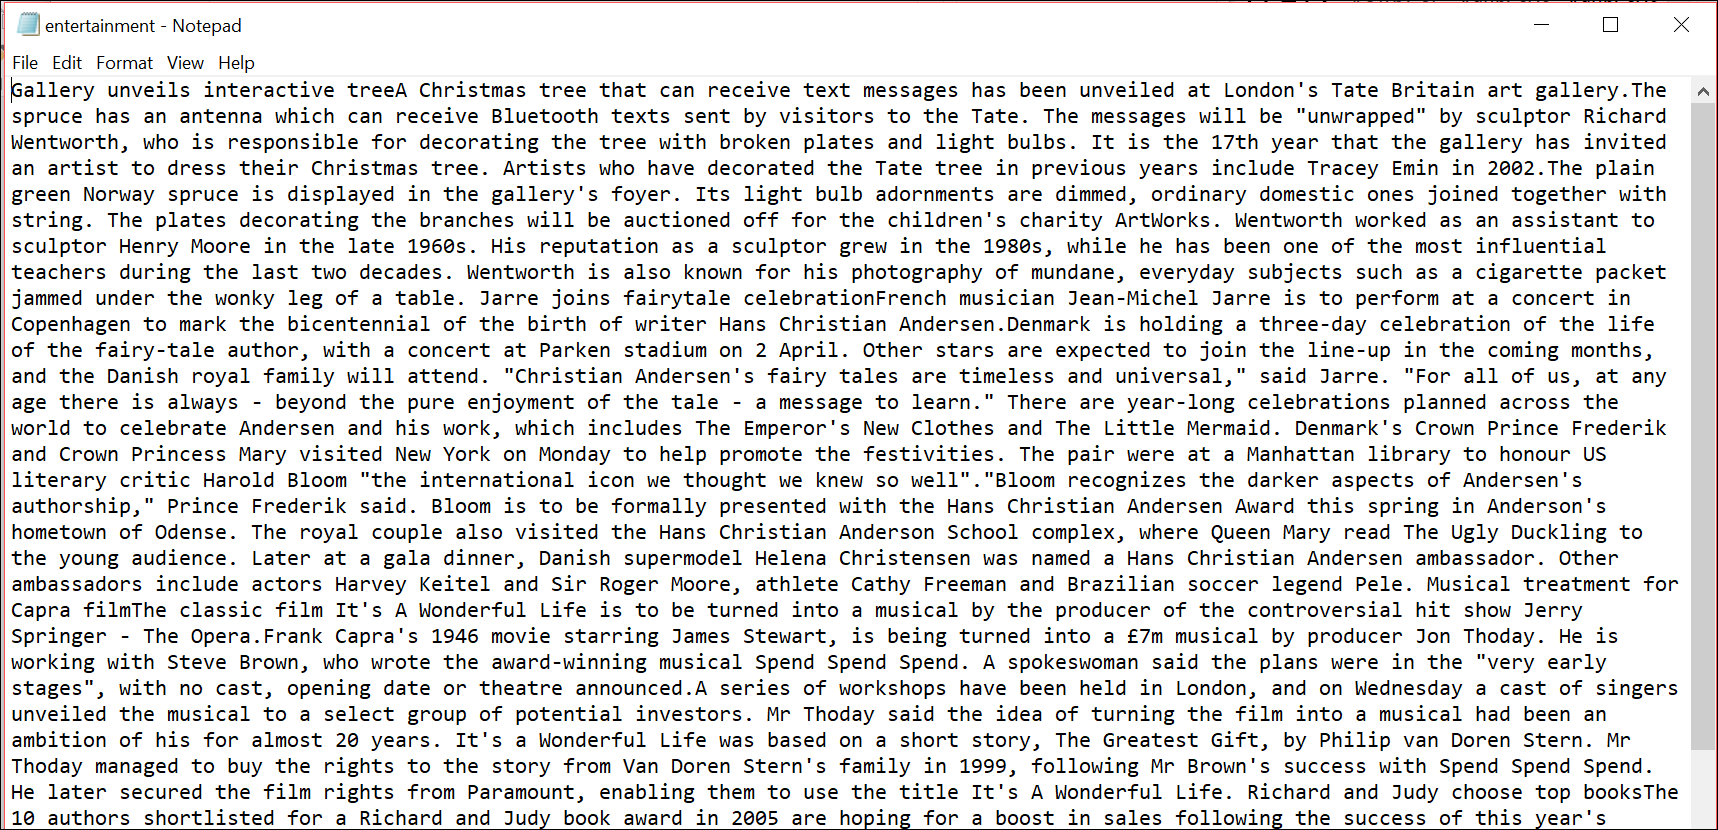 entertainment - Notepad
File Edit Format View Help
Gallery unveils interactive treeA Christmas tree that can receive text messages has been unveiled at London's Tate Britain art gallery.The
spruce has an antenna which can receive Bluetooth texts sent by visitors to the Tate. The messages will be "unwrapped" by sculptor Richard
Wentworth, who is responsible for decorating the tree with broken plates and light bulbs. It is the 17th year that the gallery has invited
an artist to dress their Christmas tree. Artists who have decorated the Tate tree in previous years include Tracey Emin in 2002.The plain
green Norway spruce is displayed in the gallery's foyer. Its light bulb adornments are dimmed, ordinary domestic ones joined together with
string. The plates decorating the branches will be auctioned off for the children's charity ArtWorks. Wentworth worked as an assistant to
sculptor Henry Moore in the late 1960s. His reputation as a sculptor grew in the 1980s, while he has been one of the most influential
teachers during the last two decades. Wentworth is also known for his photography of mundane, everyday subjects such as a cigarette packet
jammed under the wonky leg of a table. Jarre joins fairytale celebrationFrench musician Jean-Michel Jarre is to perform at a concert in
Copenhagen to mark the bicentennial of the birth of writer Hans Christian Andersen.Denmark is holding a three-day celebration of the life
of the fairy-tale author, with a concert at Parken stadium on 2 April. Other stars are expected to join the line-up in the coming months,
and the Danish royal family will attend. "Christian Andersen's fairy tales are timeless and universal," said Jarre. "For all of us, at any
age there is always - beyond the pure enjoyment of the tale - a message to learn." There are year-long celebrations planned across the
world to celebrate Andersen and his work, which includes The Emperor's New Clothes and The Little Mermaid. Denmark's Crown Prince Frederik
and Crown Princess Mary visited New York on Monday to help promote the festivities. The pair were at a Manhattan library to honour US
literary critic Harold Bloom "the international icon we thought we knew so well"."Bloom recognizes the darker aspects of Andersen's
authorship," Prince Frederik said. Bloom is to be formally presented with the Hans Christian Andersen Award this spring in Anderson's
hometown of Odense. The royal couple also visited the Hans Christian Anderson School complex, where Queen Mary read The Ugly Duckling to
the young audience. Later at a gala dinner, Danish supermodel Helena Christensen was named a Hans Christian Andersen ambassador. Other
ambassadors include actors Harvey Keitel and Sir Roger Moore, athlete Cathy Freeman and Brazilian soccer legend Pele. Musical treatment for
Capra filmThe classic film It's A Wonderful Life is to be turned into a musical by the producer of the controversial hit show Jerry
Springer - The Opera.Frank Capra's 1946 movie starring James Stewart, is being turned into a £7m musical by producer Jon Thoday. He is
working with Steve Brown, who wrote the award-winning musical Spend Spend Spend. A spokeswoman said the plans were in the "very early
stages", with no cast, opening date or theatre announced.A series of workshops have been held in London, and on Wednesday a cast of singers
unveiled the musical to a select group of potential investors. Mr Thoday said the idea of turning the film into a musical had been an
ambition of his for almost 20 years. It's a Wonderful Life was based on a short story, The Greatest Gift, by Philip van Doren Stern. Mr
Thoday managed to buy the rights to the story from Van Doren Stern's family in 1999, following Mr Brown's success with Spend Spend Spend.
He later secured the film rights from Paramount, enabling them to use the title It's A Wonderful Life. Richard and Judy choose top booksThe
10 authors shortlisted for a Richard and Judy book award in 2005 are hoping for a boost in sales following the success of this year's